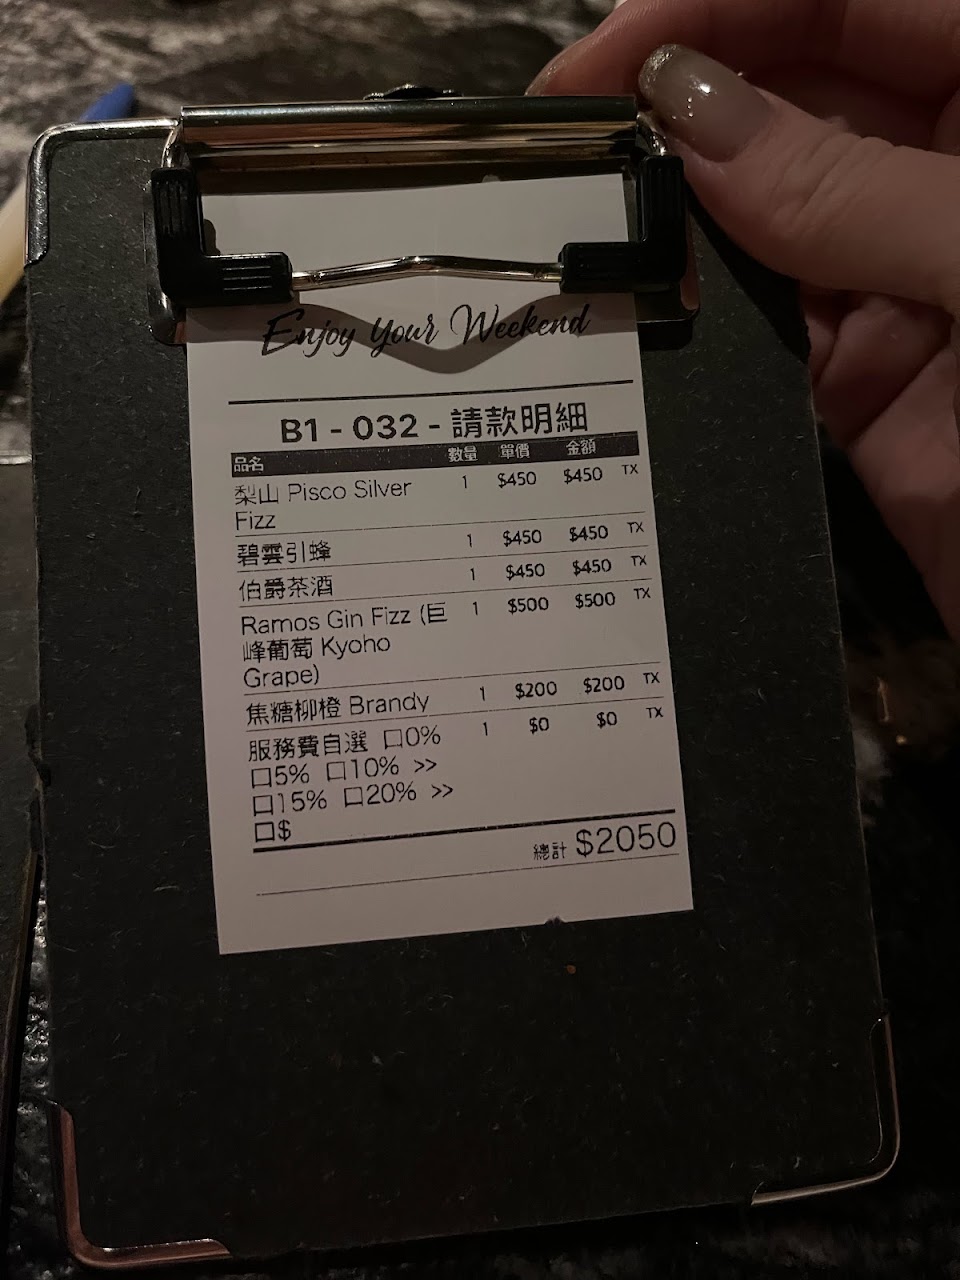 Enjoy Your Weekend
B1 - 032 - 請款明細
品名 數量 單價 金額
梨山 Pisco Silver 1 $450 $450 TX
Fizz
碧雲引蜂 1 $450 $450 TX
伯爵茶酒 1 $450 $450 TX
Ramos Gin Fizz (巨 1 $500 $500 TX
峰葡萄 Kyoho
Grape)
焦糖柳橙 Brandy 1 $200 $200 TX
服務費自選 口0% 1 $0 $0 TX
口5% 口10% >>
口15% 口20% >>
口$
總計 $2050